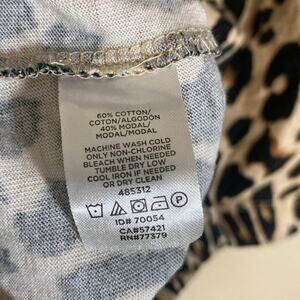 60% COTTON/
COTON/ALGODÓN
40% MODAL/
MODAL/MODAL
MACHINE WASH COLD
ONLY NON-CHLORINE
BLEACH WHEN NEEDED
TUMBLE DRY LOW
COOL IRON IF NEEDED
OR DRY CLEAN
485312
ID# 70054
CA#57421
RN#77379